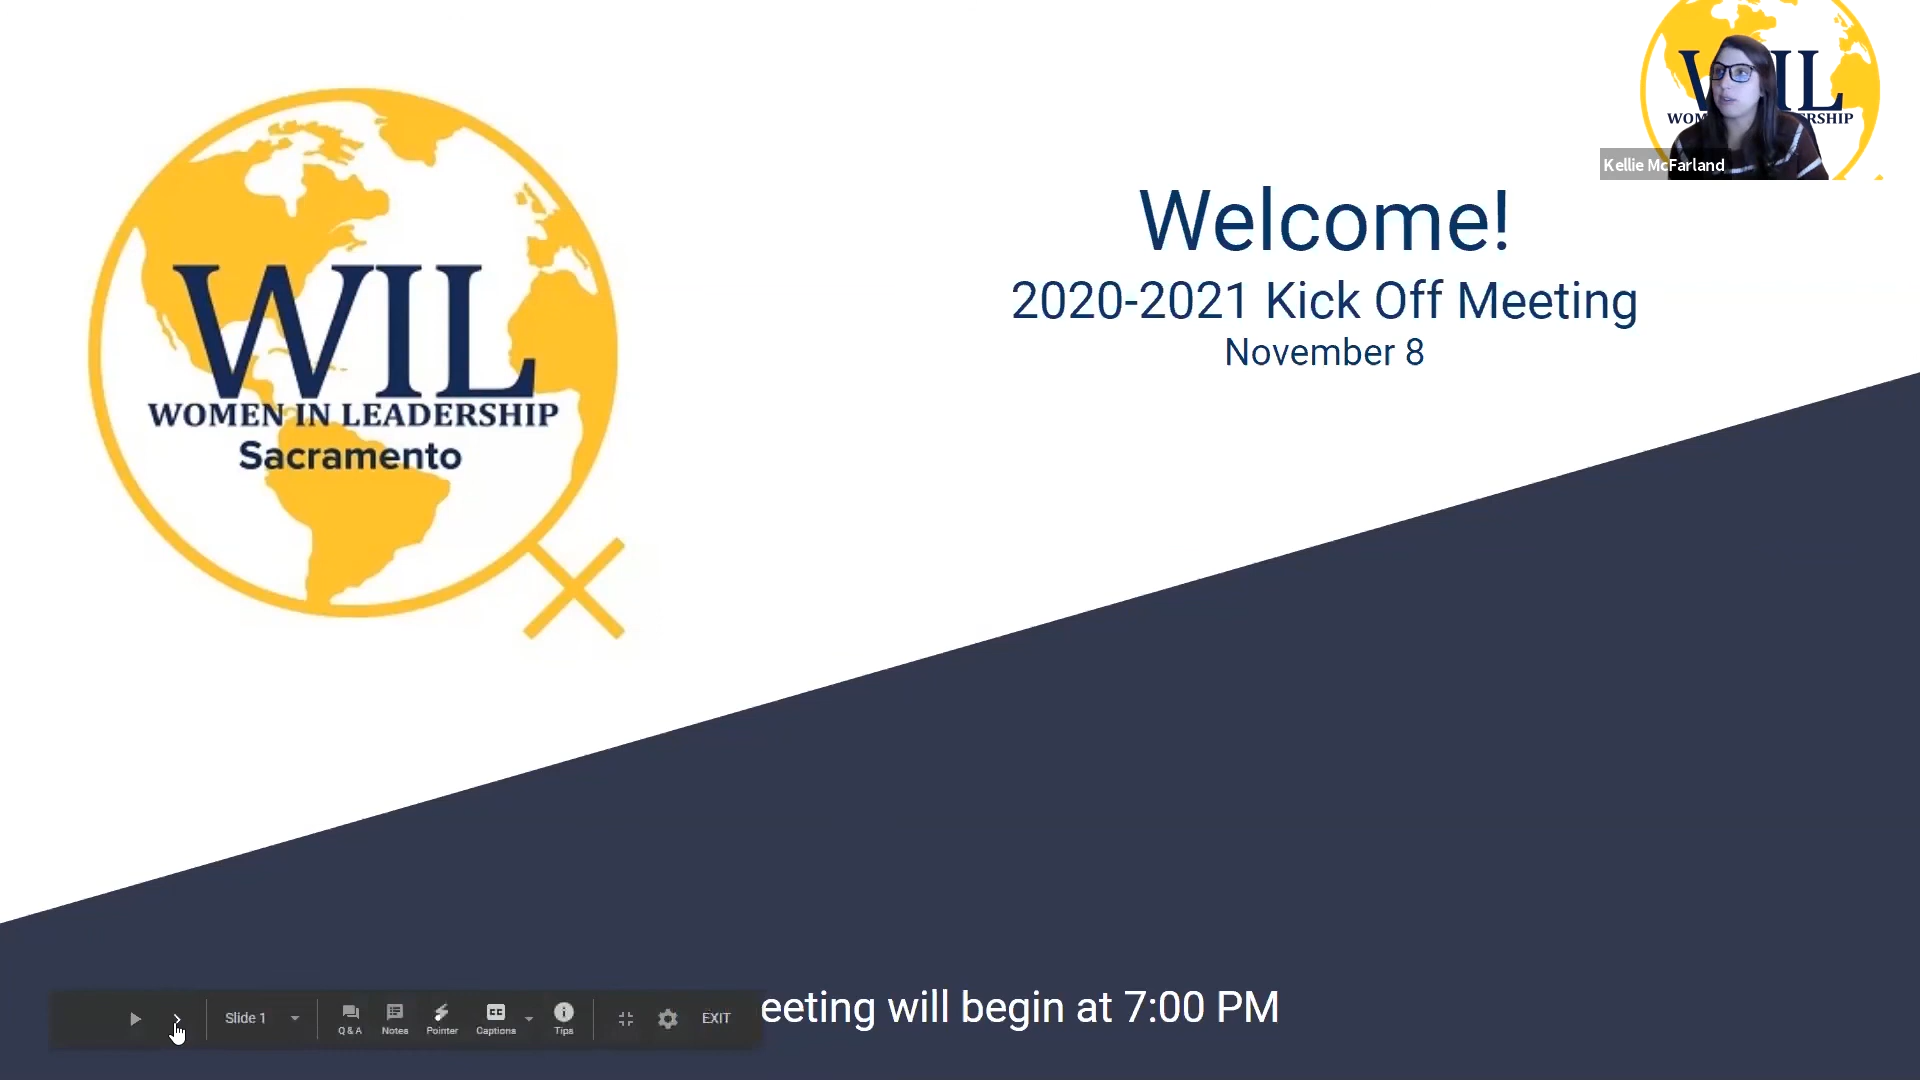 WIL
WOMEN IN LEADERSHIP
Sacramento
IL
Kellie McFarland
Welcome!
2020-2021 Kick Off Meeting
November 8
eeting will begin at 7:00 PM
Slide 1
Q & A
Notes
Pointer
Captions
Tips
EXIT